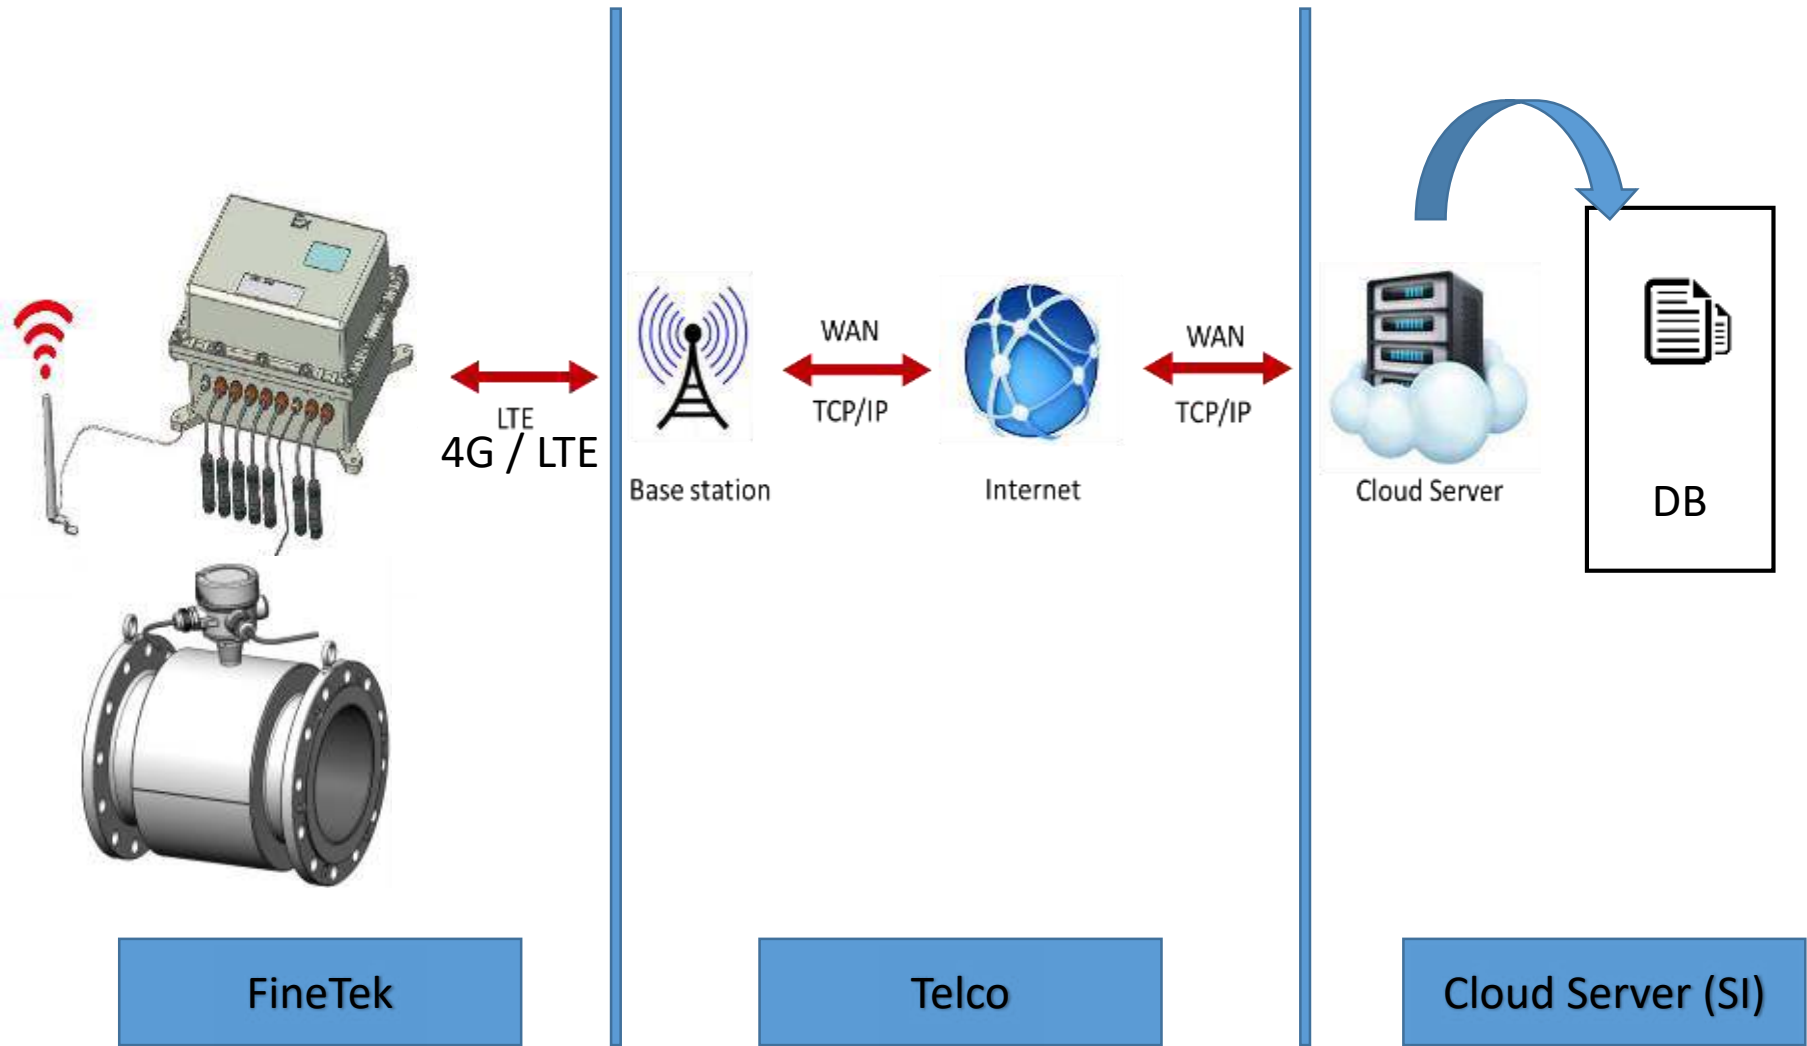 LTE
4G / LTE
Base station
WAN
TCP/IP
Internet
WAN
TCP/IP
Cloud Server
DB
FineTek
Telco
Cloud Server (SI)